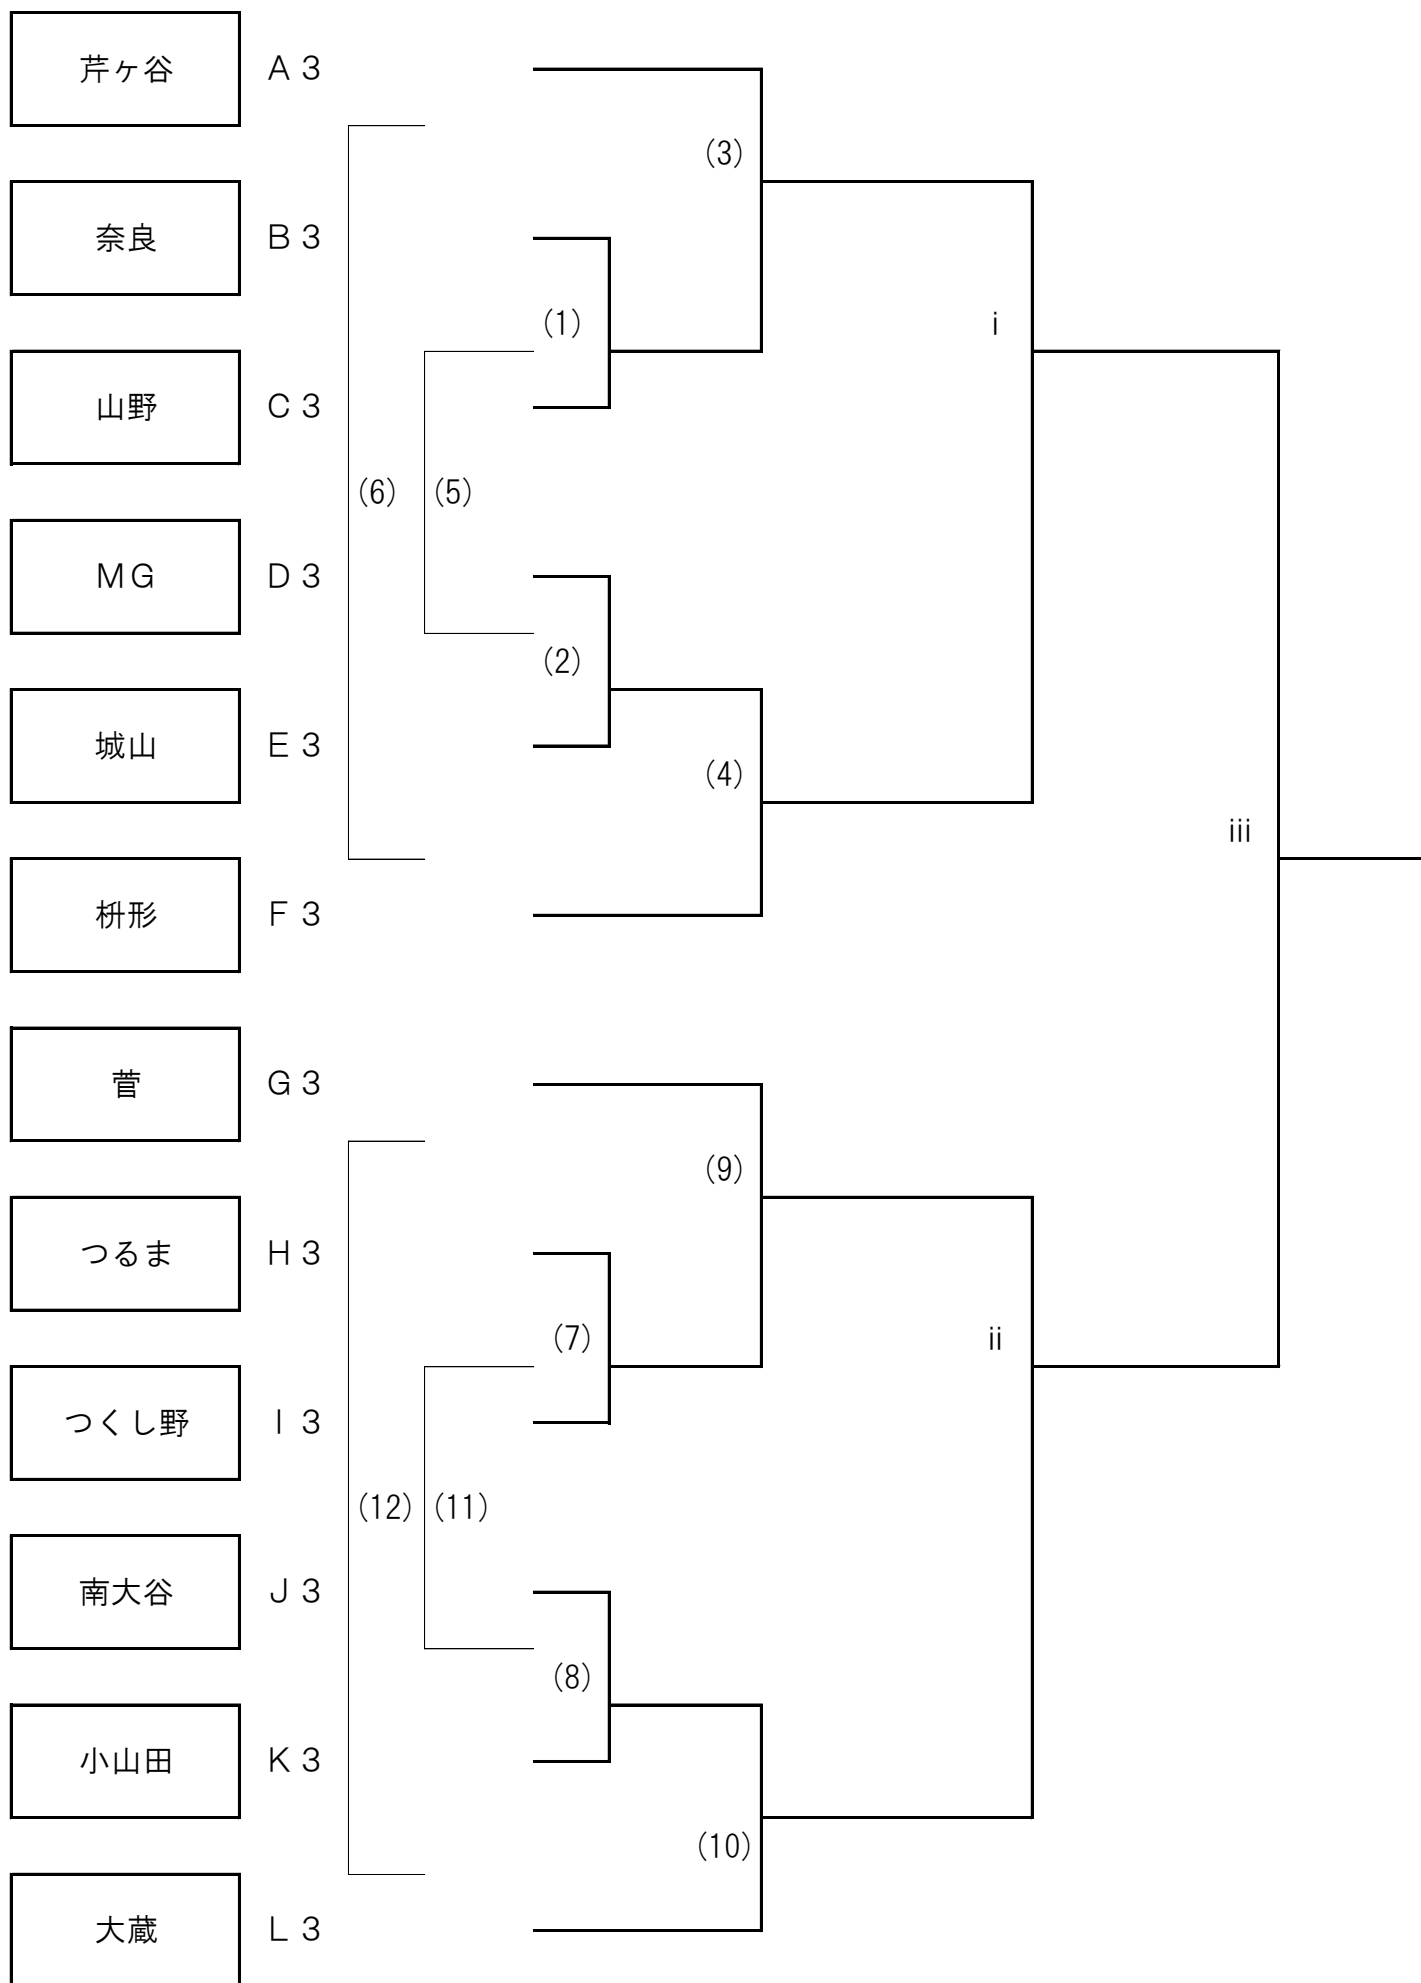 芹ヶ谷 A3
(3)
奈良 B3
(1)
i
山野 C3
(6) (5)
MG D3
(2)
城山 E3
(4)
iii
枡形 F3
菅 G3
(9)
つるま H3
(7)
ii
つくし野 I3
(12) (11)
南大谷 J3
(8)
小山田 K3
(10)
大蔵 L3